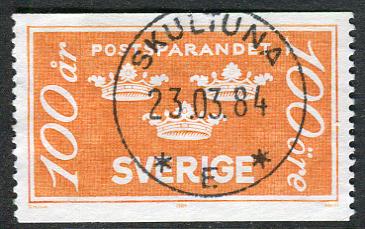 100 år
POSTSPARANDET
SKULTUNA
23.03.84
SVERIGE
* E *
100 öre